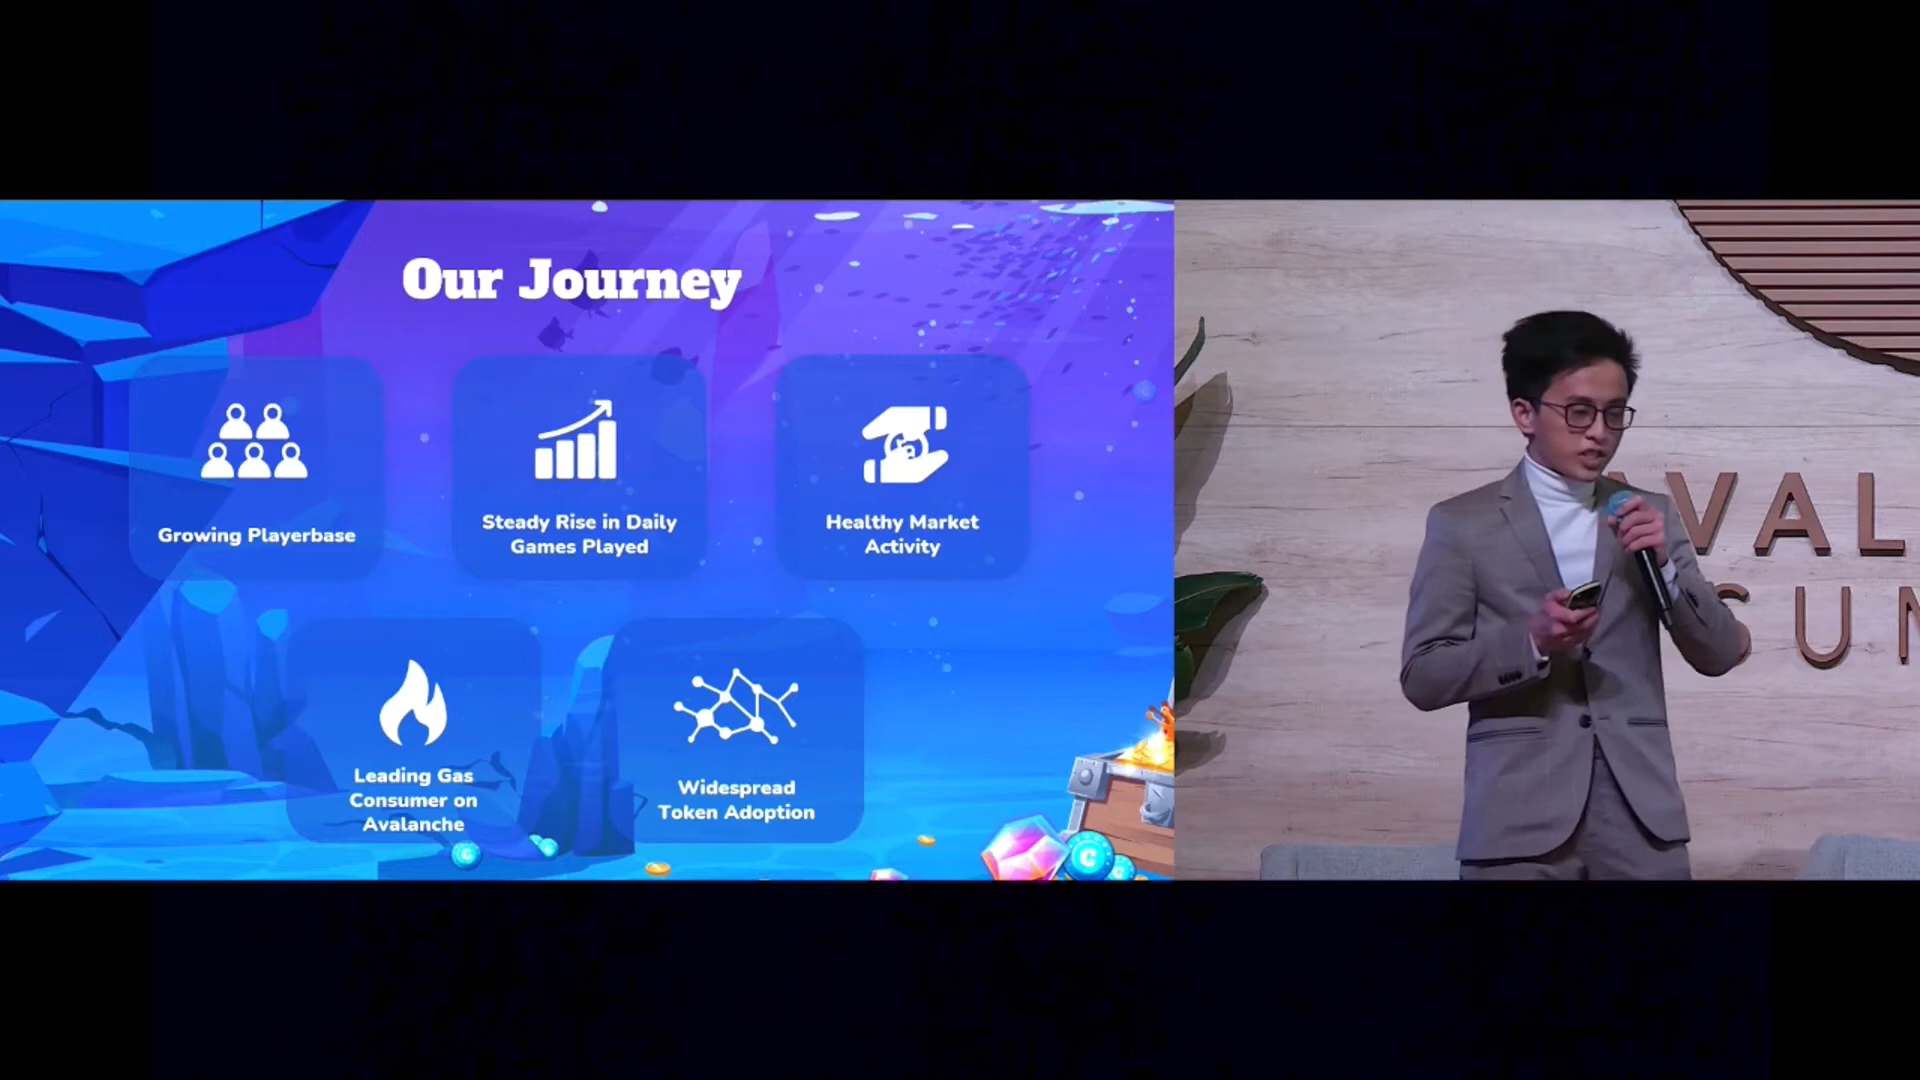 Our Journey
Growing Playerbase
Steady Rise in Daily
Games Played
Healthy Market
Activity
Leading Gas
Consumer on
Avalanche
Widespread
Token Adoption
C
C
VAL
SUM